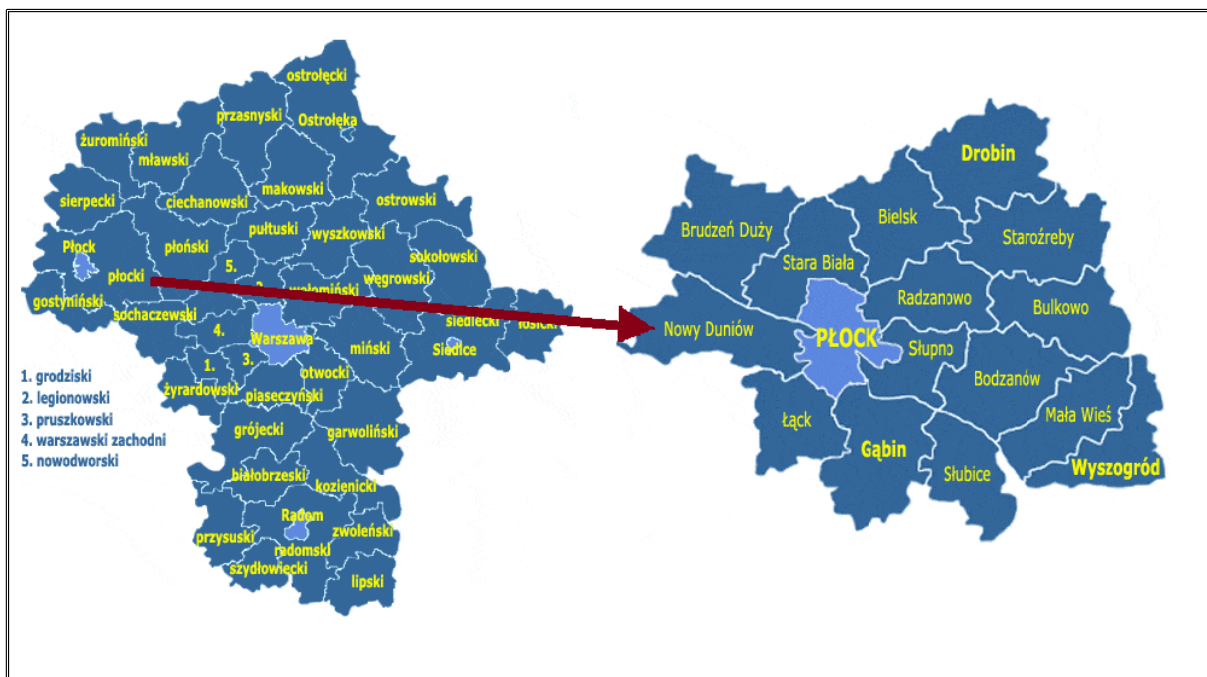 ostrołęcki
przasnyski
Ostrołęka
żuromiński
mławski
makowski
sierpecki
ciechanowski
ostrowski
pułtuski
wyszkowski
Płock
płoński
sokołowski
5.
węgrowski
płocki
2.
wołomiński
gostyniński
sochaczewski
4.
Warszawa
siedlecki
łosicki
miński
Siedlce
1.
3.
otwocki
żyrardowski
piaseczyński
1. grodziski
2. legionowski
3. pruszkowski
4. warszawski zachodni
5. nowodworski
grójecki
garwoliński
białobrzeski
kozienicki
Radom
przysuski
zwoleński
radomski
szydłowiecki
lipski
Drobin
Bielsk
Brudzeń Duży
Staroźreby
Stara Biała
Radzanowo
Bulkowo
Nowy Duniów
PŁOCK
Słupno
Bodzanów
Łąck
Mała Wieś
Gąbin
Wyszogród
Słubice